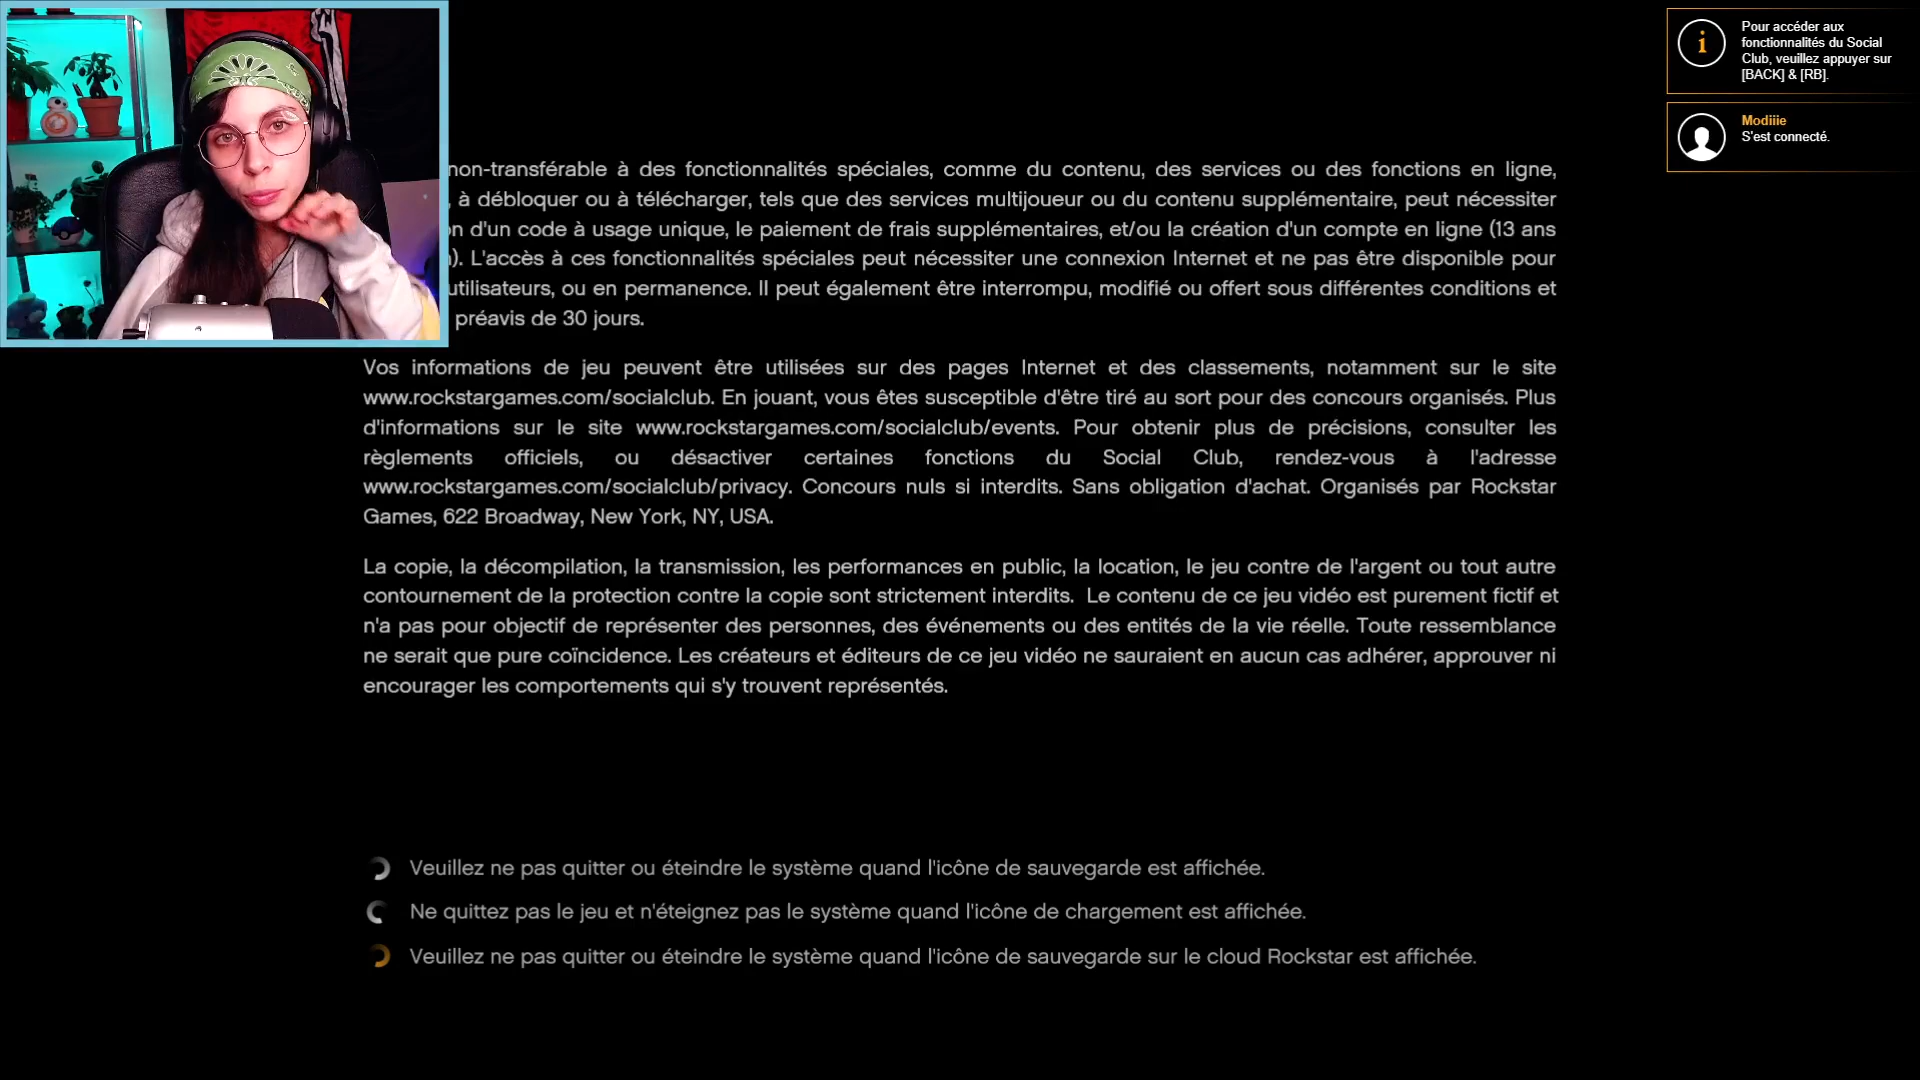 Pour accéder aux
fonctionnalités du Social
Club, veuillez appuyer sur
[BACK] & [RB].
Modiiie
S'est connecté.
non-transférable à des fonctionnalités spéciales, comme du contenu, des services ou des fonctions en ligne,
à débloquer ou à télécharger, tels que des services multijoueur ou du contenu supplémentaire, peut nécessiter
d'un code à usage unique, le paiement de frais supplémentaires, et/ou la création d'un compte en ligne (13 ans
). L'accès à ces fonctionnalités spéciales peut nécessiter une connexion Internet et ne pas être disponible pour
utilisateurs, ou en permanence. Il peut également être interrompu, modifié ou offert sous différentes conditions et
préavis de 30 jours.
Vos informations de jeu peuvent être utilisées sur des pages Internet et des classements, notamment sur le site
www.rockstargames.com/socialclub. En jouant, vous êtes susceptible d'être tiré au sort pour des concours organisés. Plus
d'informations sur le site www.rockstargames.com/socialclub/events. Pour obtenir plus de précisions, consulter les
règlements officiels, ou désactiver certaines fonctions du Social Club, rendez-vous à l'adresse
www.rockstargames.com/socialclub/privacy. Concours nuls si interdits. Sans obligation d'achat. Organisés par Rockstar
Games, 622 Broadway, New York, NY, USA.
La copie, la décompilation, la transmission, les performances en public, la location, le jeu contre de l'argent ou tout autre
contournement de la protection contre la copie sont strictement interdits. Le contenu de ce jeu vidéo est purement fictif et
n'a pas pour objectif de représenter des personnes, des événements ou des entités de la vie réelle. Toute ressemblance
ne serait que pure coïncidence. Les créateurs et éditeurs de ce jeu vidéo ne sauraient en aucun cas adhérer, approuver ni
encourager les comportements qui s'y trouvent représentés.
Veuillez ne pas quitter ou éteindre le système quand l'icône de sauvegarde est affichée.
Ne quittez pas le jeu et n'éteignez pas le système quand l'icône de chargement est affichée.
Veuillez ne pas quitter ou éteindre le système quand l'icône de sauvegarde sur le cloud Rockstar est affichée.